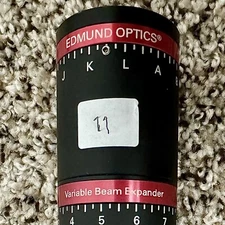 EDMUND OPTICS®
J K L A
11
Variable Beam Expander
4 5 6 7